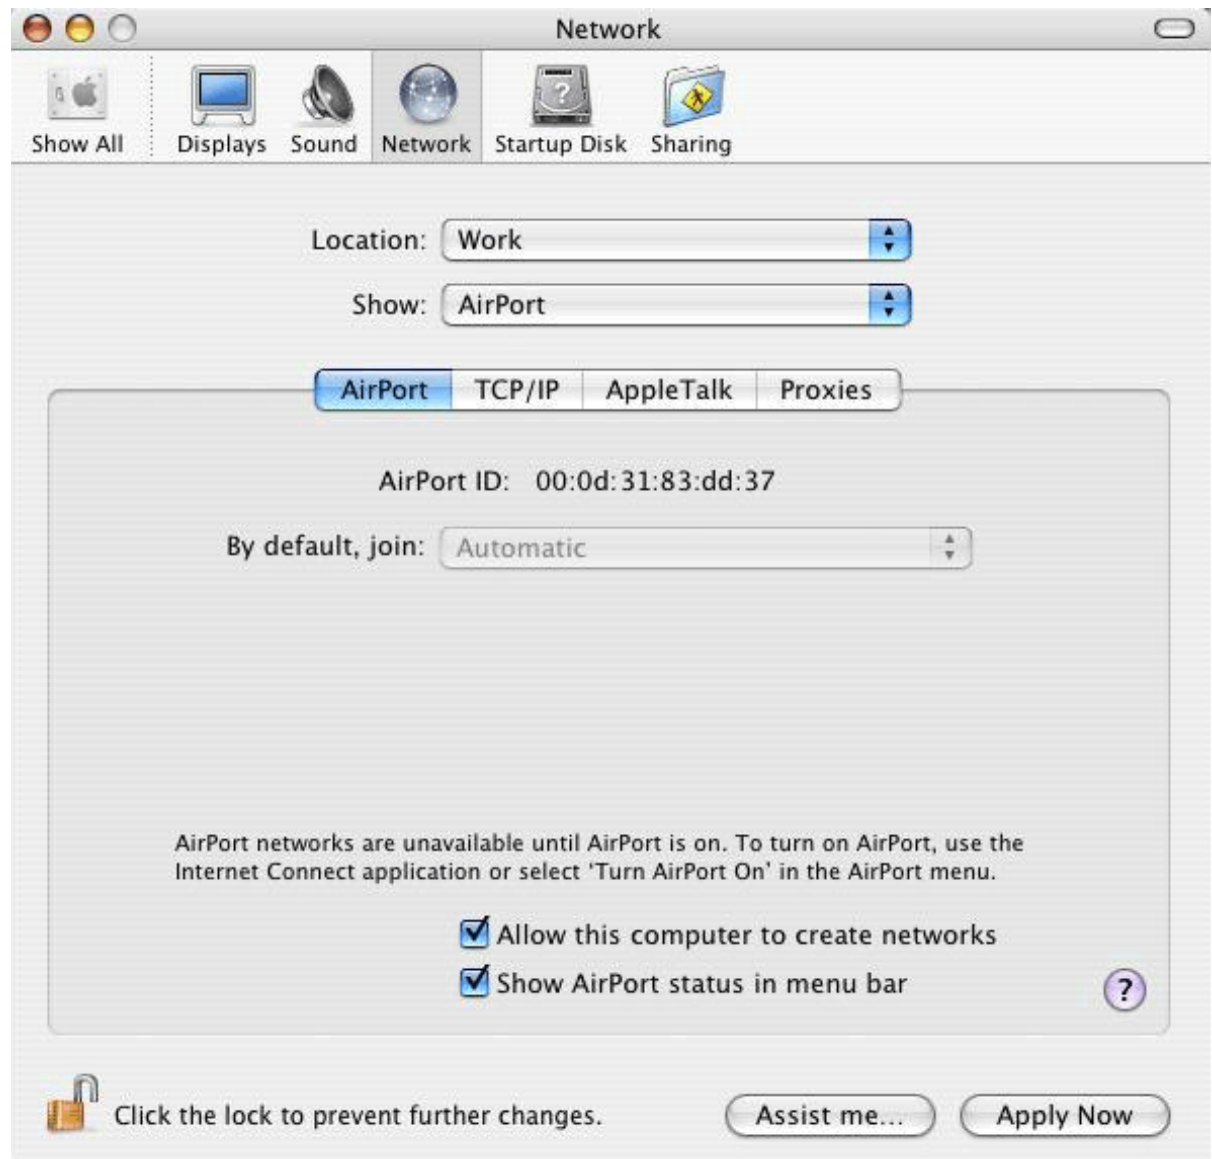 Network
Show All Displays Sound Network Startup Disk Sharing
Location: Work
Show: AirPort
AirPort TCP/IP AppleTalk Proxies
AirPort ID: 00:0d:31:83:dd:37
By default, join: Automatic
AirPort networks are unavailable until AirPort is on. To turn on AirPort, use the
Internet Connect application or select ‘Turn AirPort On’ in the AirPort menu.
Allow this computer to create networks
Show AirPort status in menu bar
?
Click the lock to prevent further changes. Assist me... Apply Now